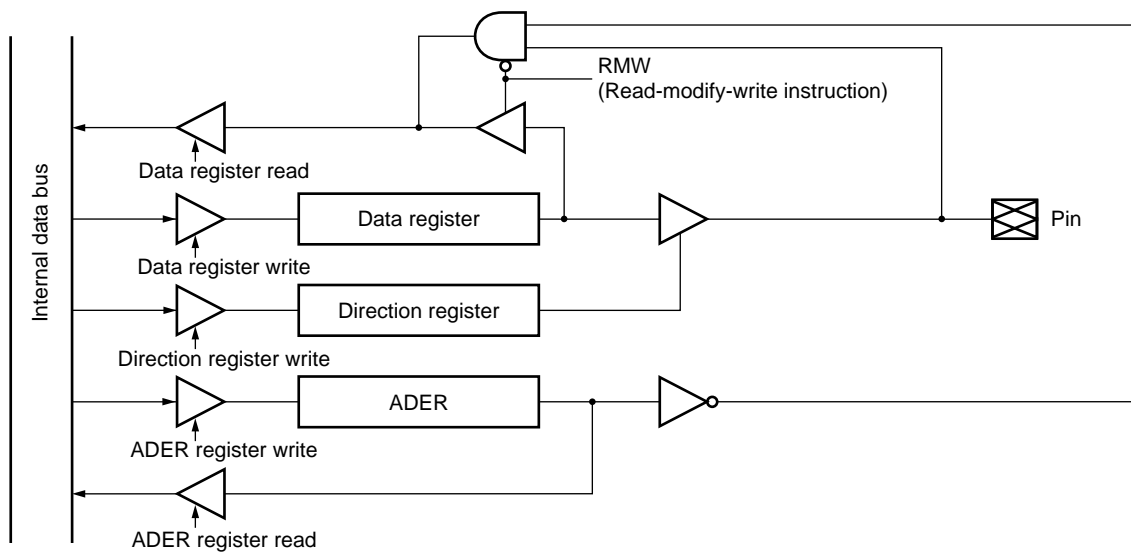 RMW
(Read-modify-write instruction)
Data register read
Internal data bus
Data register
Pin
Data register write
Direction register
Direction register write
ADER
ADER register write
ADER register read